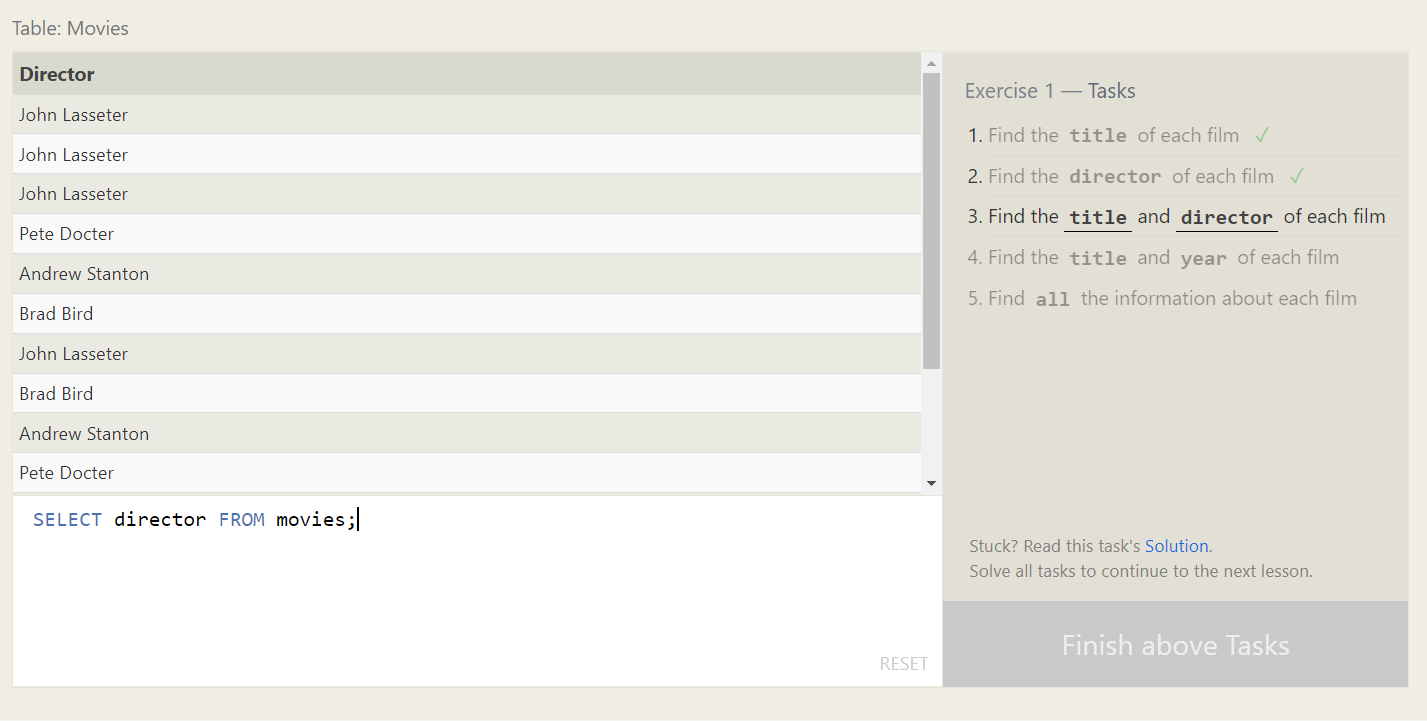 Table: Movies
Director
John Lasseter
John Lasseter
John Lasseter
Pete Docter
Andrew Stanton
Brad Bird
John Lasseter
Brad Bird
Andrew Stanton
Pete Docter
SELECT director FROM movies;
RESET
Exercise 1 — Tasks
1. Find the title of each film ✓
2. Find the director of each film ✓
3. Find the title and director of each film
4. Find the title and year of each film
5. Find all the information about each film
Stuck? Read this task's Solution.
Solve all tasks to continue to the next lesson.
Finish above Tasks